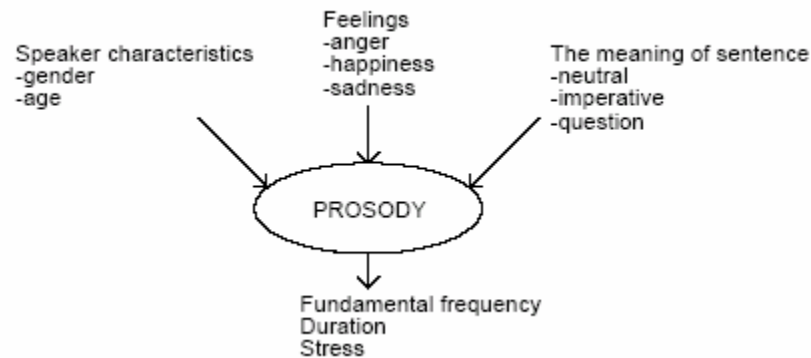 Speaker characteristics
-gender
-age
Feelings
-anger
-happiness
-sadness
The meaning of sentence
-neutral
-imperative
-question
PROSODY
Fundamental frequency
Duration
Stress